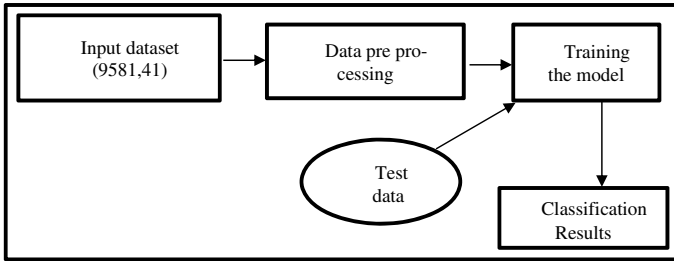 Input dataset
(9581,41)
Data pre pro-
cessing
Training
the model
Test
data
Classification
Results